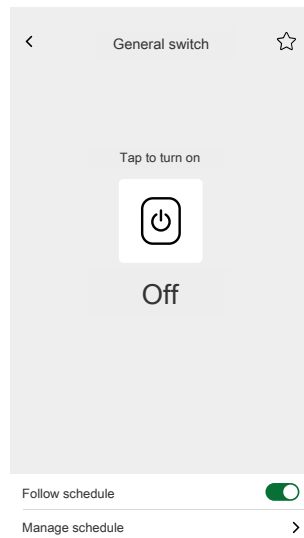 General switch
Tap to turn on
Off
Follow schedule
Manage schedule